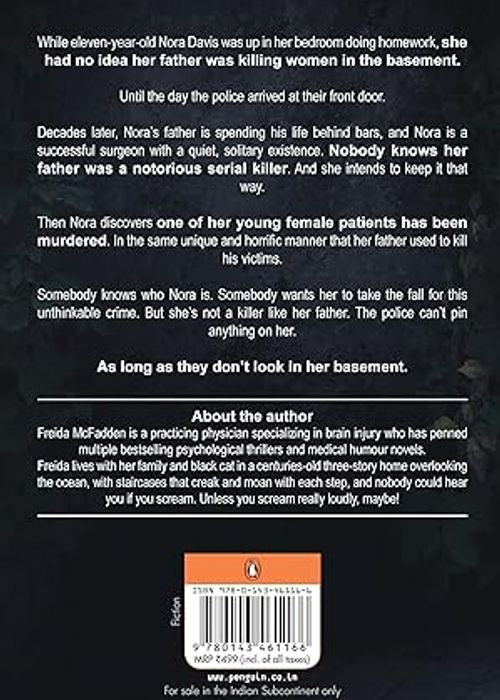 While eleven-year-old Nora Davis was up in her bedroom doing homework, she
had no idea her father was killing women in the basement.
Until the day the police arrived at their front door.
Decades later, Nora's father is spending his life behind bars, and Nora is a
successful surgeon with a quiet, solitary existence. Nobody knows her
father was a notorious serial killer. And she intends to keep it that
way.
Then Nora discovers one of her young female patients has been
murdered. In the same unique and horrific manner that her father used to kill
his victims.
Somebody knows who Nora is. Somebody wants her to take the fall for this
unthinkable crime. But she's not a killer like her father. The police can't pin
anything on her.
As long as they don't look in her basement.
About the author
Freida McFadden is a practicing physician specializing in brain injury who has penned
multiple bestselling psychological thrillers and medical humour novels.
Freida lives with her family and black cat in a centuries-old three-story home overlooking
the ocean, with staircases that creak and moan with each step, and nobody could hear
you if you scream. Unless you scream really loudly, maybe!
Fiction
ISBN 978-0-143-46116-6
9 780143 461166
MRP ₹499 (incl. of all taxes)
www.penguin.co.in
For sale in the Indian Subcontinent only